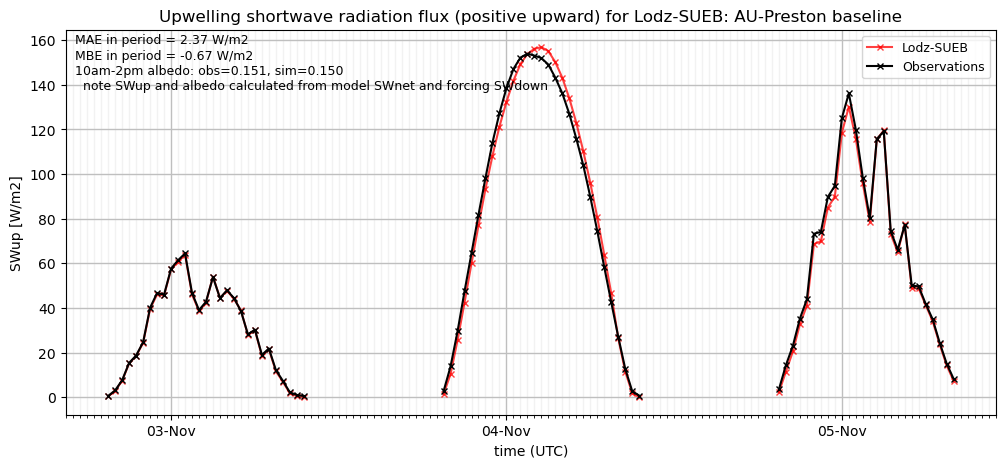 Upwelling shortwave radiation flux (positive upward) for Lodz-SUEB: AU-Preston baseline
MAE in period = 2.37 W/m2
MBE in period = -0.67 W/m2
10am-2pm albedo: obs=0.151, sim=0.150
note SWup and albedo calculated from model SWnet and forcing SWdown
Lodz-SUEB
Observations
SWup [W/m2]
160
140
120
100
80
60
40
20
0
03-Nov
04-Nov
05-Nov
time (UTC)